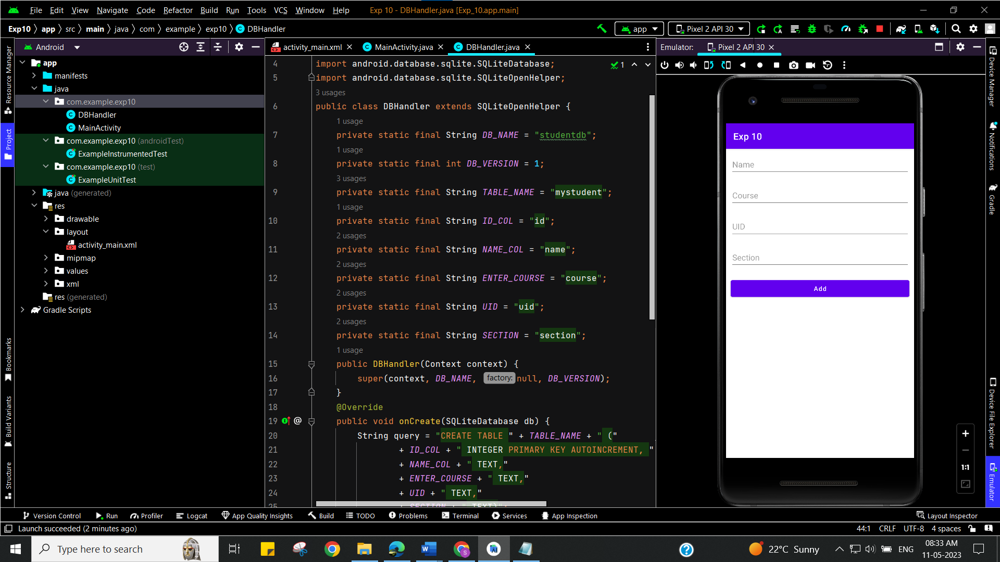 File Edit View Navigate Code Refactor Build Run Tools VCS Window Help Exp 10 - DBHandler.java [Exp_10.app.main]
Exp10 app src main java com example exp10 DBHandler app Pixel 2 API 30
Android
app
manifests
java
com.example.exp10
DBHandler
MainActivity
com.example.exp10 (androidTest)
ExampleInstrumentedTest
com.example.exp10 (test)
ExampleUnitTest
java (generated)
res
drawable
layout
activity_main.xml
mipmap
values
xml
res (generated)
Gradle Scripts
Resource Manager
Project
Bookmarks
Build Variants
Structure
activity_main.xml MainActivity.java DBHandler.java
1
4 import android.database.sqlite.SQLiteDatabase;
5 import android.database.sqlite.SQLiteOpenHelper;
3 usages
6 public class DBHandler extends SQLiteOpenHelper {
1 usage
7 private static final String DB_NAME = "studentdb";
1 usage
8 private static final int DB_VERSION = 1;
3 usages
9 private static final String TABLE_NAME = "mystudent";
1 usage
10 private static final String ID_COL = "id";
2 usages
11 private static final String NAME_COL = "name";
2 usages
12 private static final String ENTER_COURSE = "course";
2 usages
13 private static final String UID = "uid";
2 usages
14 private static final String SECTION = "section";
1 usage
15 public DBHandler(Context context) {
16 super(context, DB_NAME, factory: null, DB_VERSION);
17 }
18 @Override
19 @ public void onCreate(SQLiteDatabase db) {
20 String query = "CREATE TABLE " + TABLE_NAME + " ("
21 + ID_COL + " INTEGER PRIMARY KEY AUTOINCREMENT, "
22 + NAME_COL + " TEXT,"
23 + ENTER_COURSE + " TEXT,"
24 + UID + " TEXT,"
25 + SECTION + " TEXT)";
Emulator: Pixel 2 API 30
Exp 10
Name
Course
UID
Section
Add
1:1
Device Manager
Notifications
Gradle
Device File Explorer
Emulator
Version Control Run Profiler Logcat App Quality Insights Build TODO Problems Terminal Services App Inspection Layout Inspector
Launch succeeded (2 minutes ago) 44:1 CRLF UTF-8 4 spaces
Type here to search 22°C Sunny ENG 08:33 AM
11-05-2023